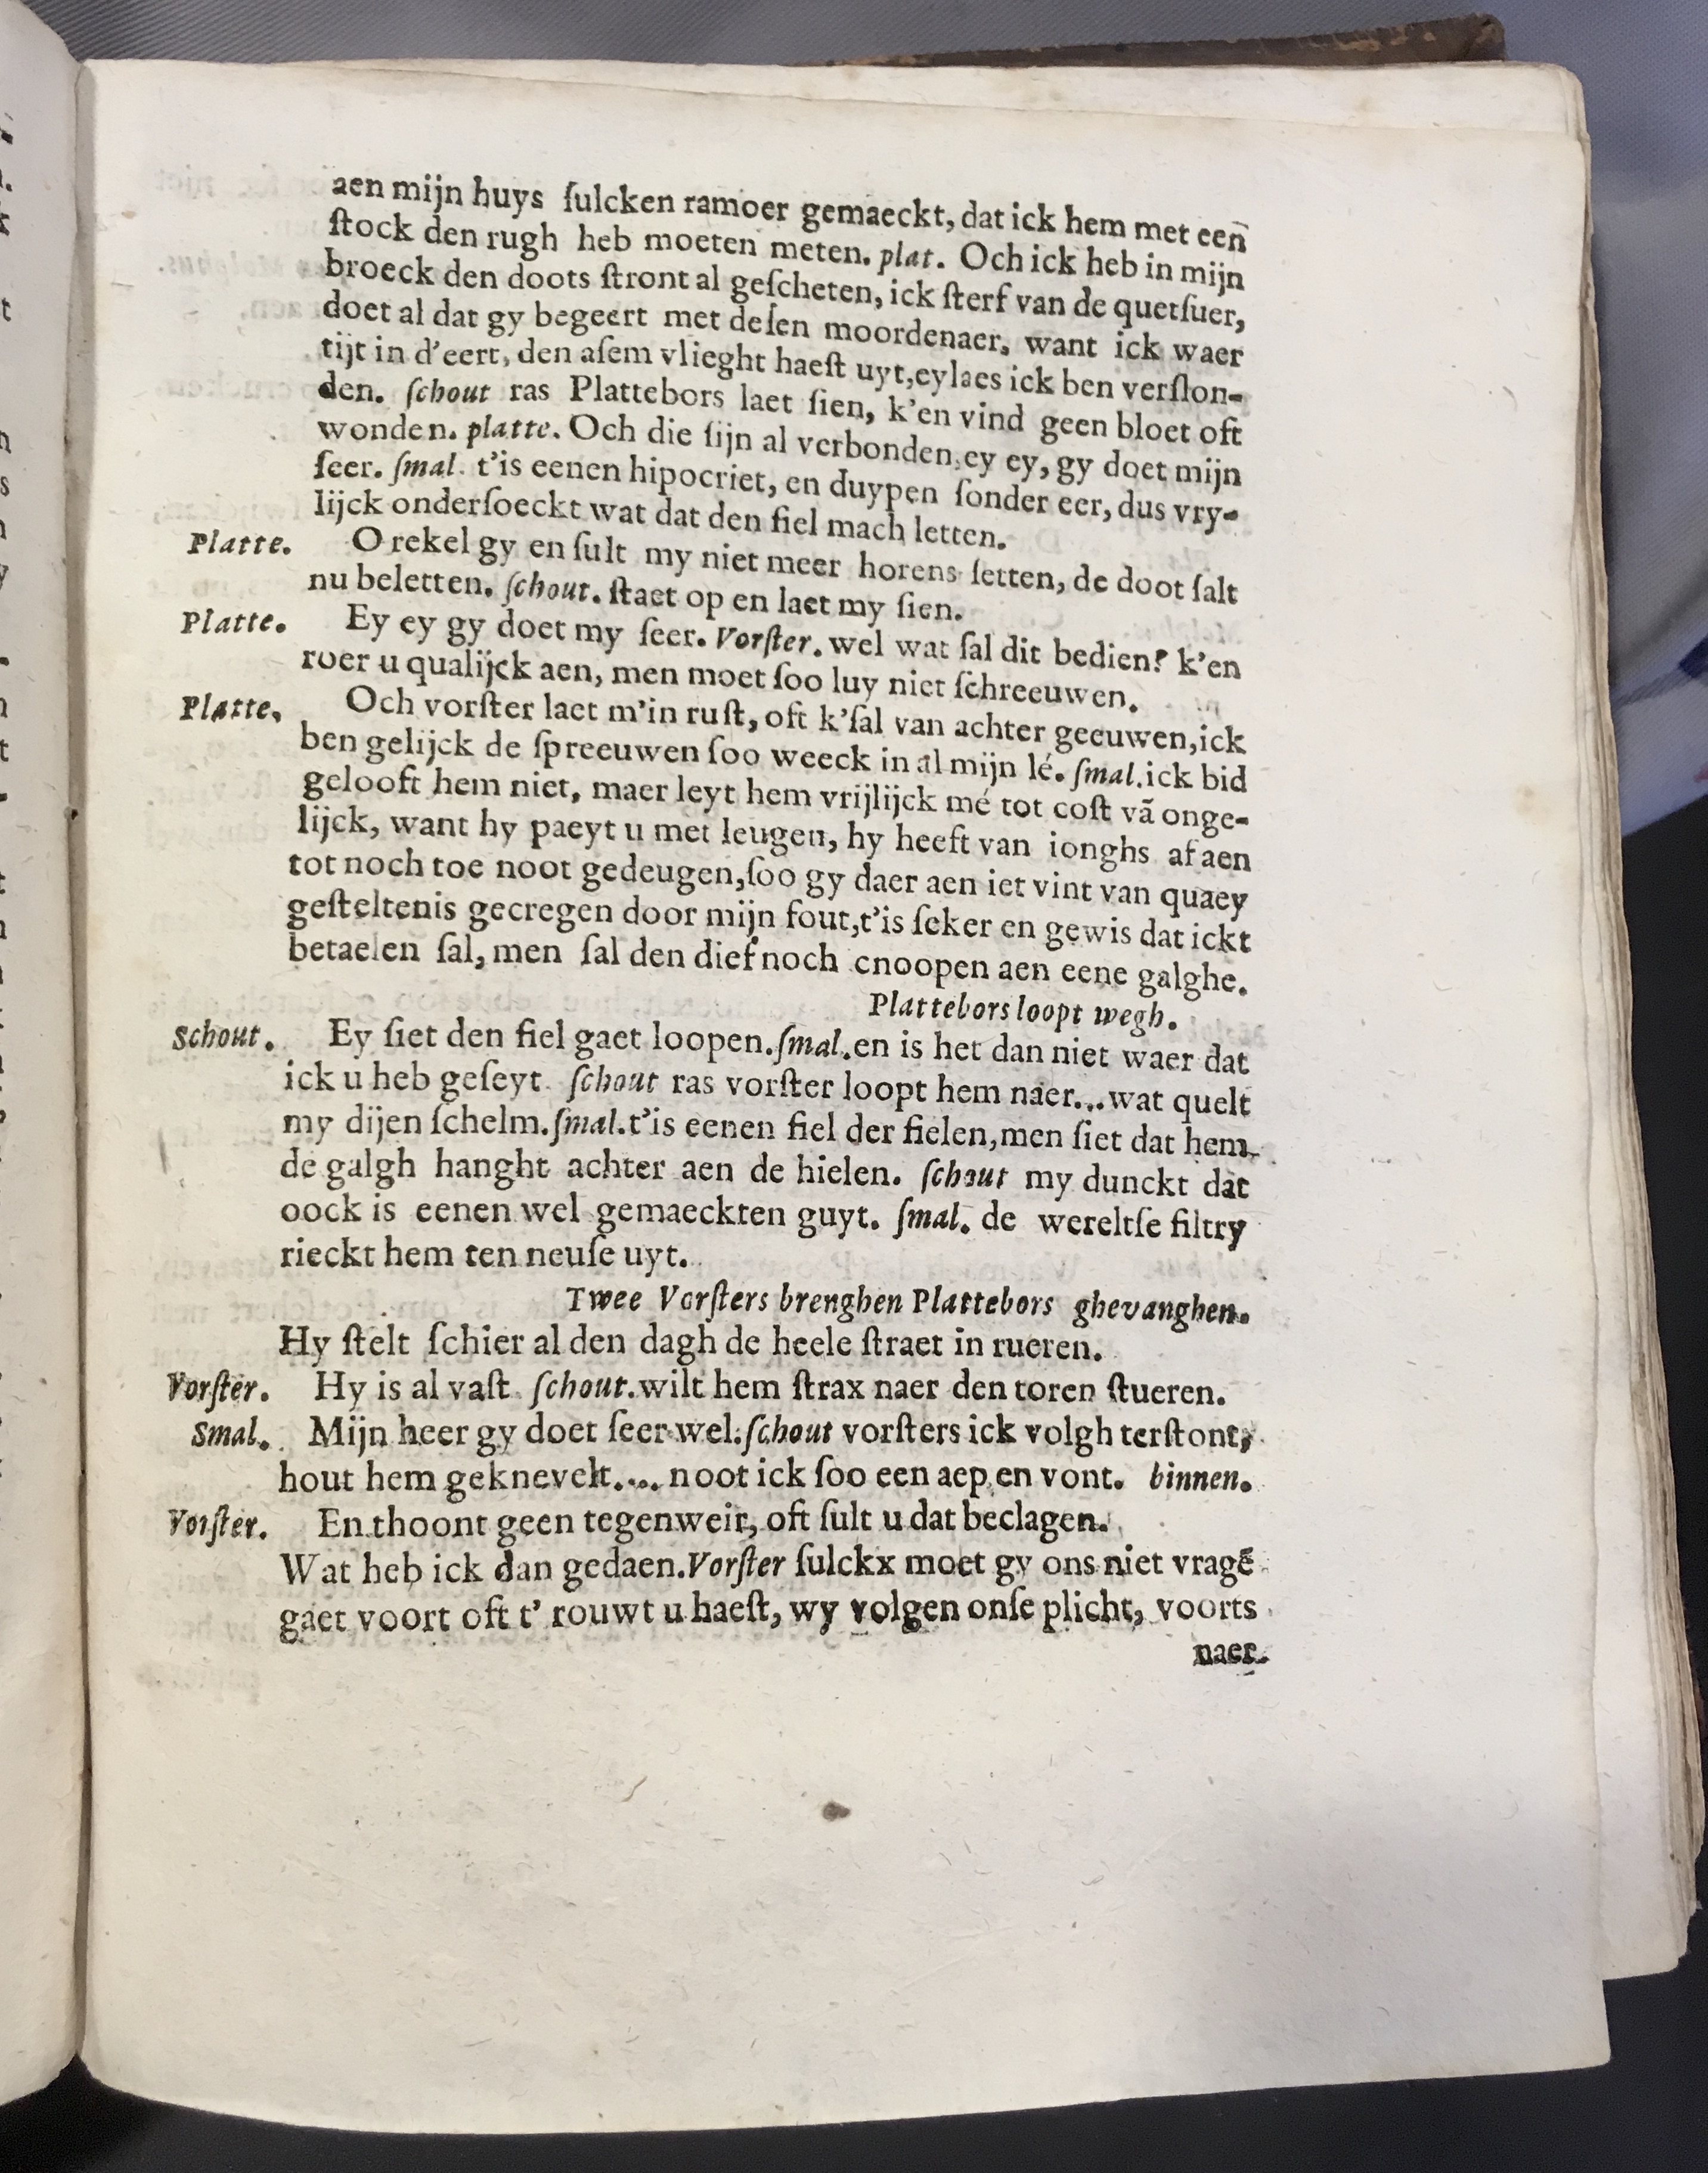 aen mijn huys ſulcken ramoer gemaeckt, dat ick hem met eeñ
ſtock den rugh heb moeten meten. plat. Och ick heb in mijn
broeck den doots ſtront al geſcheten, ick ſterf van de quetſuer,
doet al dat gy begeert met deſen moordenaer, want ick waer
tijt in d'eert, den aſem vlieght haeſt uyt, eylaes ick ben verſlon-
den. ſchout ras Plattebors laet ſien, k'en vind geen bloet oft
wonden. platte. Och die ſijn al verbonden, ey ey, gy doet mijn
ſeer. ſmal. t'is eenen hipocriet, en duypen ſonder eer, dus vry-
lijck onderſoeckt wat dat den fiel mach letten.
Platte. O rekel gy en ſult my niet meer horens ſetten, de doot ſalt
nu beletten. ſchout. ſtaet op en laet my ſien.
Platte. Ey ey gy doet my ſeer. Vorſter. wel wat ſal dit bedien? k'en
roer u qualijck aen, men moet ſoo luy niet ſchreeuwen.
Platte, Och vorſter laet m'in ruſt, oft k'ſal van achter geeuwen, ick
ben gelijck de ſpreeuwen ſoo weeck in al mijn lé. ſmal. ick bid
gelooft hem niet, maer leyt hem vrijlijck mé tot coſt vã onge-
lijck, want hy paeyt u met leugen, hy heeft van ionghs af aen
tot noch toe noot gedeugen, ſoo gy daer aen iet vint van quaey
geſteltenis gecregen door mijn fout, t'is ſeker en gewis dat ickt
betaelen ſal, men ſal den dief noch cnoopen aen eene galghe.
Plattebors loopt wegh.
Schout. Ey ſiet den fiel gaet loopen. ſmal. en is het dan niet waer dat
ick u heb geſeyt. ſchout ras vorſter loopt hem naer... wat quelt
my dijen ſchelm. ſmal. t'is eenen fiel der fielen, men ſiet dat hem
de galgh hanght achter aen de hielen. ſchout my dunckt dat
oock is eenen wel gemaeckten guyt. ſmal. de wereltſe filtry
rieckt hem ten neuſe uyt.
Twee Vorſters brenghen Plattebors ghevanghen.
Hy ſtelt ſchier al den dagh de heele ſtraet in rueren.
Vorſter. Hy is al vaſt. ſchout. wilt hem ſtrax naer den toren ſtueren.
Smal. Mijn heer gy doet ſeer wel. ſchout vorſters ick volgh terſtont,
hout hem geknevelt.... noot ick ſoo een aep en vont. binnen.
Vorſter. En thoont geen tegenweir, oft ſult u dat beclagen.
Wat heb ick dan gedaen. Vorſter ſulckx moet gy ons niet vragẽ
gaet voort oft t' rouwt u haeſt, wy volgen onſe plicht, voorts
naer.